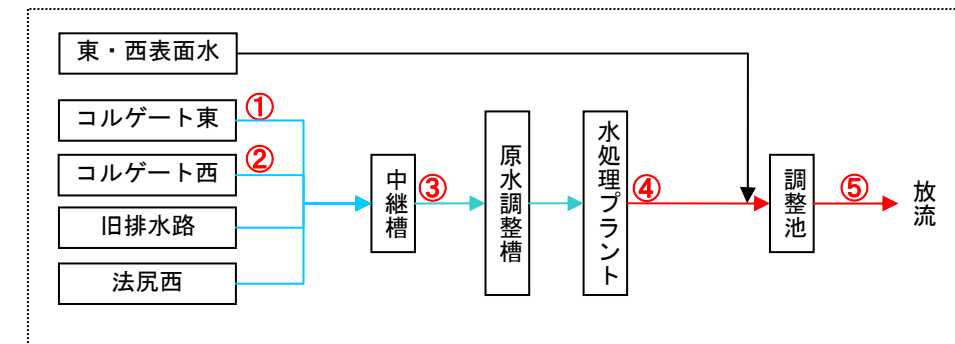 東・西表面水
コルゲート東
①
コルゲート西
②
旧排水路
法尻西
中継槽
③
原水調整槽
水処理プラント
④
調整池
⑤
放流